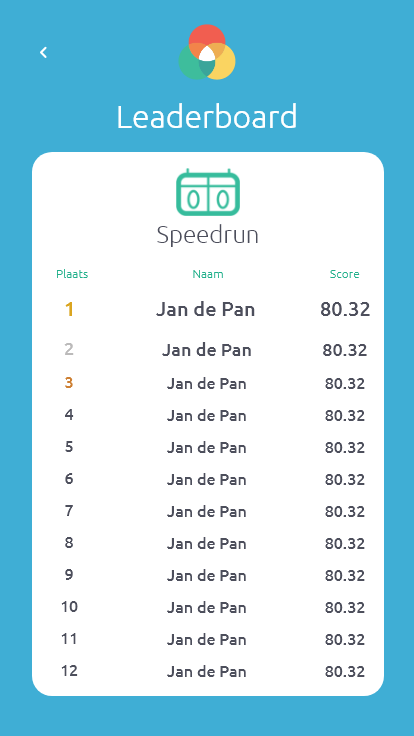 Leaderboard
Speedrun
Plaats Naam Score
1 Jan de Pan 80.32
2 Jan de Pan 80.32
3 Jan de Pan 80.32
4 Jan de Pan 80.32
5 Jan de Pan 80.32
6 Jan de Pan 80.32
7 Jan de Pan 80.32
8 Jan de Pan 80.32
9 Jan de Pan 80.32
10 Jan de Pan 80.32
11 Jan de Pan 80.32
12 Jan de Pan 80.32